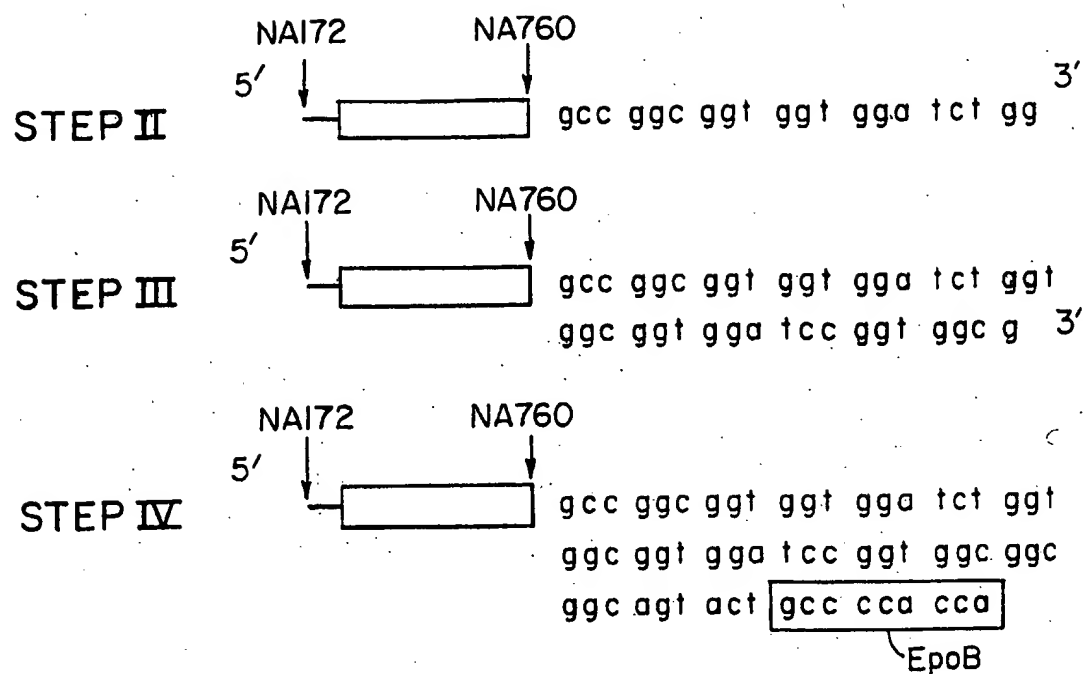 NA172 NA760
5′ 3′
STEP II gcc ggc ggt ggt gga tct gg
NA172 NA760
5′
STEP III gcc ggc ggt ggt gga tct ggt
ggc ggt gga tcc ggt ggc g 3′
NA172 NA760
5′
STEP IV gcc ggc ggt ggt gga tct ggt
ggc ggt gga tcc ggt ggc ggc
ggc agt act gcc cca cca
EpoB